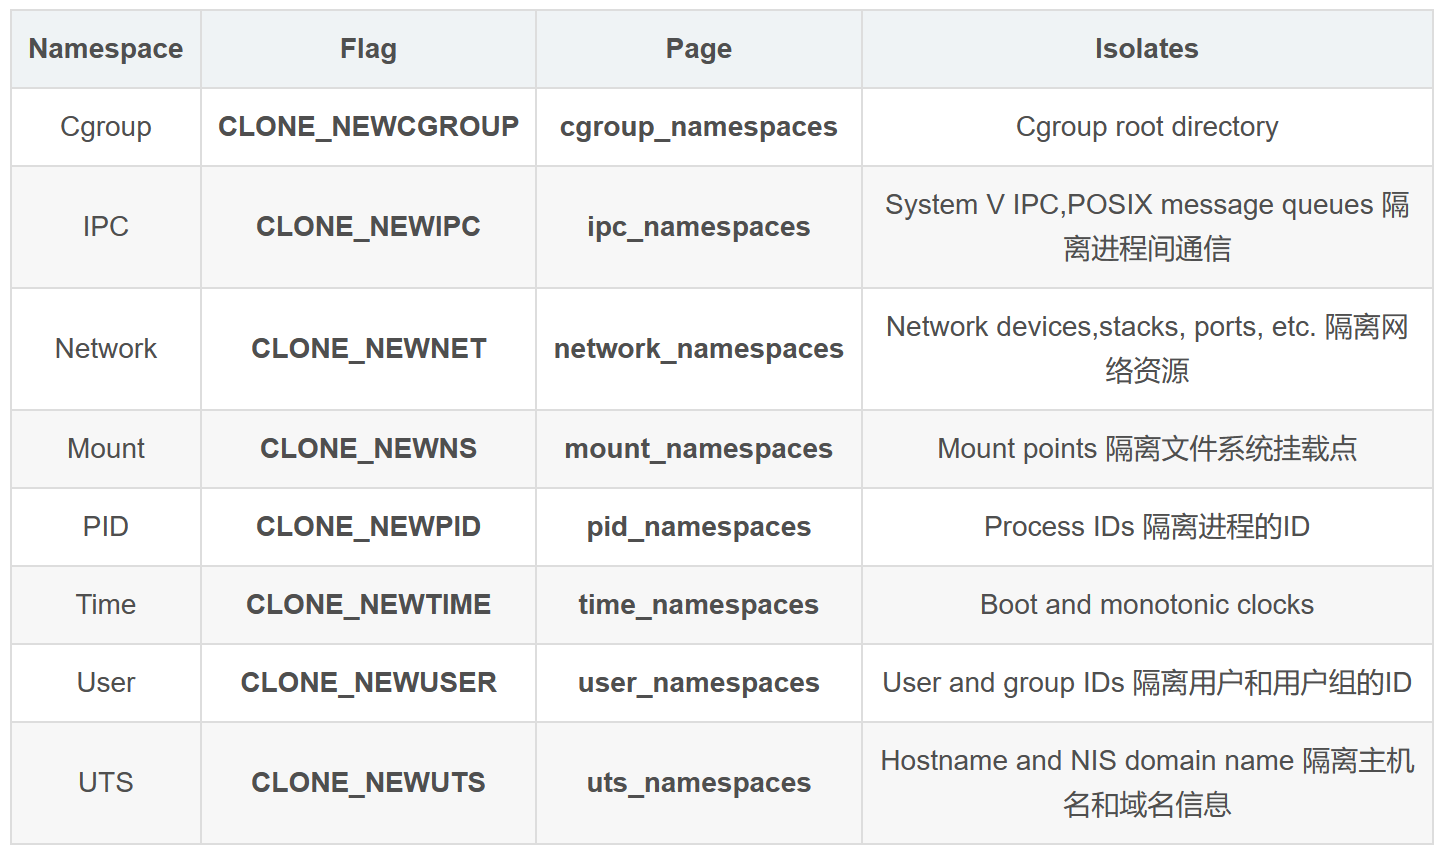 Namespace Flag Page Isolates
Cgroup CLONE_NEWCGROUP cgroup_namespaces Cgroup root directory
IPC CLONE_NEWIPC ipc_namespaces System V IPC,POSIX message queues 隔
离进程间通信
Network CLONE_NEWNET network_namespaces Network devices,stacks, ports, etc. 隔离网
络资源
Mount CLONE_NEWNS mount_namespaces Mount points 隔离文件系统挂载点
PID CLONE_NEWPID pid_namespaces Process IDs 隔离进程的ID
Time CLONE_NEWTIME time_namespaces Boot and monotonic clocks
User CLONE_NEWUSER user_namespaces User and group IDs 隔离用户和用户组的ID
UTS CLONE_NEWUTS uts_namespaces Hostname and NIS domain name 隔离主机
名和域名信息